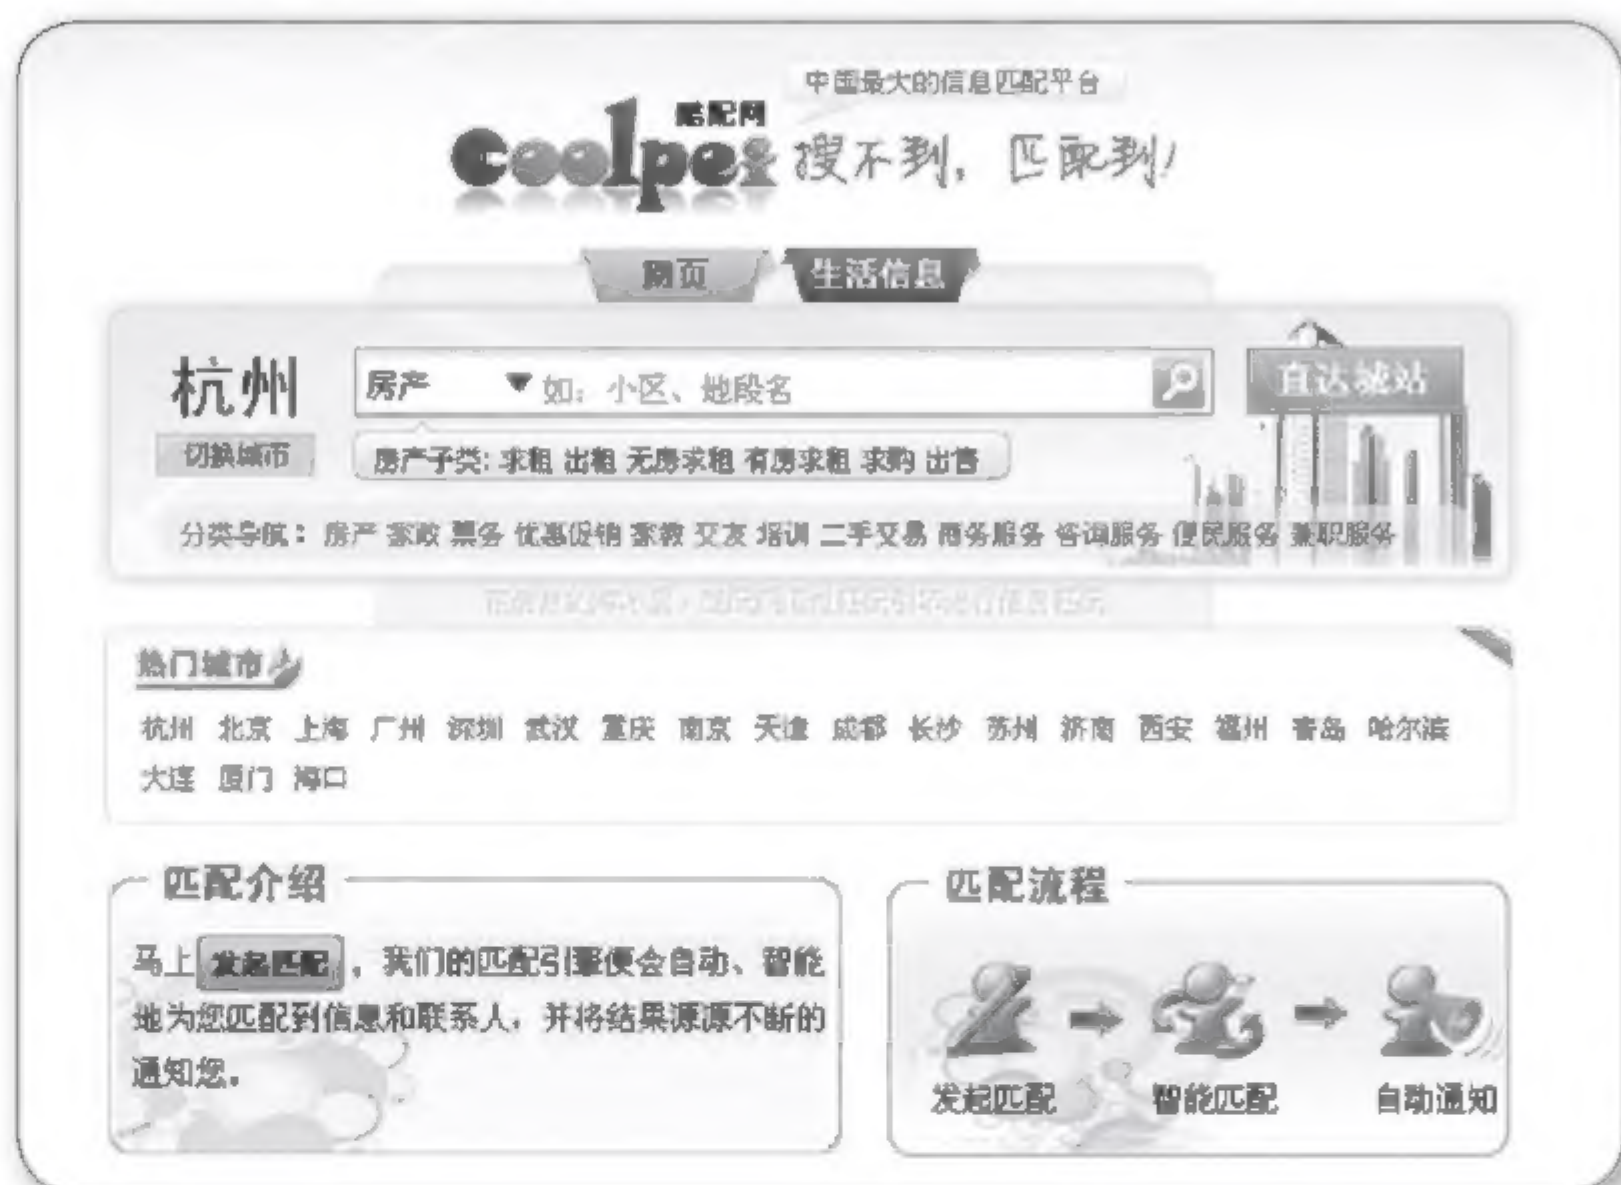 中国最大的信息匹配平台
酷配网
Coolpei
搜不到，匹配到！
网页 生活信息
杭州 房产 如：小区、地段名 直达城站
切换城市 房产子类: 求租 出租 无房求租 有房求租 求购 出售
分类导航： 房产 家政 票务 优惠促销 家教 交友 培训 二手交易 商务服务 咨询服务 便民服务 兼职服务
热门城市
杭州 北京 上海 广州 深圳 武汉 重庆 南京 天津 成都 长沙 苏州 济南 西安 福州 青岛 哈尔滨
大连 厦门 海口
匹配介绍
马上 发起匹配 ，我们的匹配引擎便会自动、智能
地为您匹配到信息和联系人，并将结果源源不断的
通知您。
匹配流程
发起匹配 智能匹配 自动通知